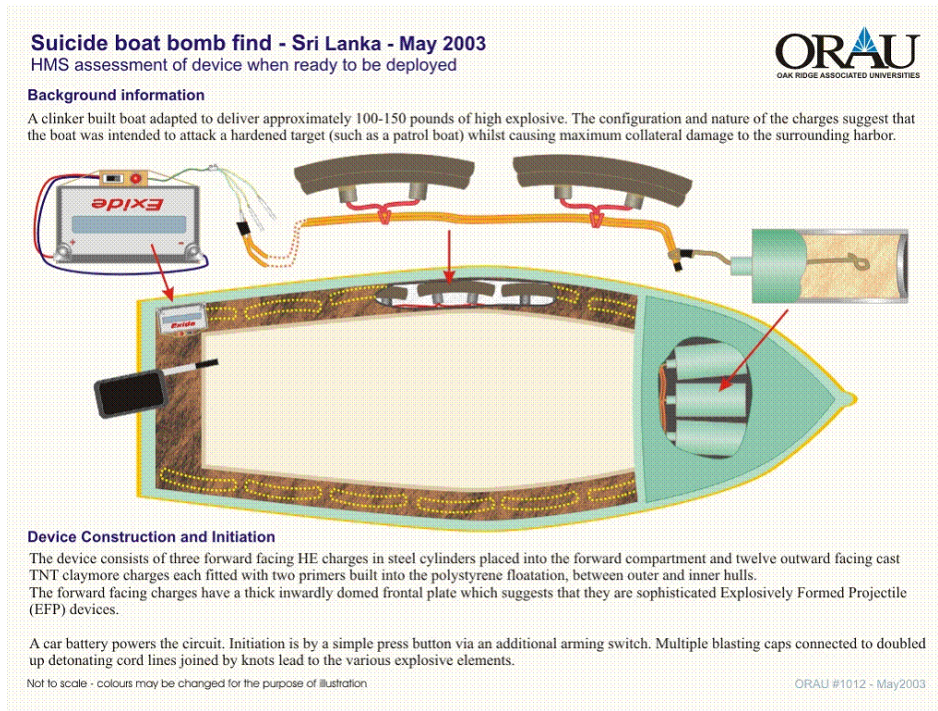 Suicide boat bomb find - Sri Lanka - May 2003
HMS assessment of device when ready to be deployed
ORAU
OAK RIDGE ASSOCIATED UNIVERSITIES
Background information
A clinker built boat adapted to deliver approximately 100-150 pounds of high explosive. The configuration and nature of the charges suggest that
the boat was intended to attack a hardened target (such as a patrol boat) whilst causing maximum collateral damage to the surrounding harbor.
Exide
+ -
Exide
Device Construction and Initiation
The device consists of three forward facing HE charges in steel cylinders placed into the forward compartment and twelve outward facing cast
TNT claymore charges each fitted with two primers built into the polystyrene floatation, between outer and inner hulls.
The forward facing charges have a thick inwardly domed frontal plate which suggests that they are sophisticated Explosively Formed Projectile
(EFP) devices.
A car battery powers the circuit. Initiation is by a simple press button via an additional arming switch. Multiple blasting caps connected to doubled
up detonating cord lines joined by knots lead to the various explosive elements.
Not to scale - colours may be changed for the purpose of illustration
ORAU #1012 - May2003